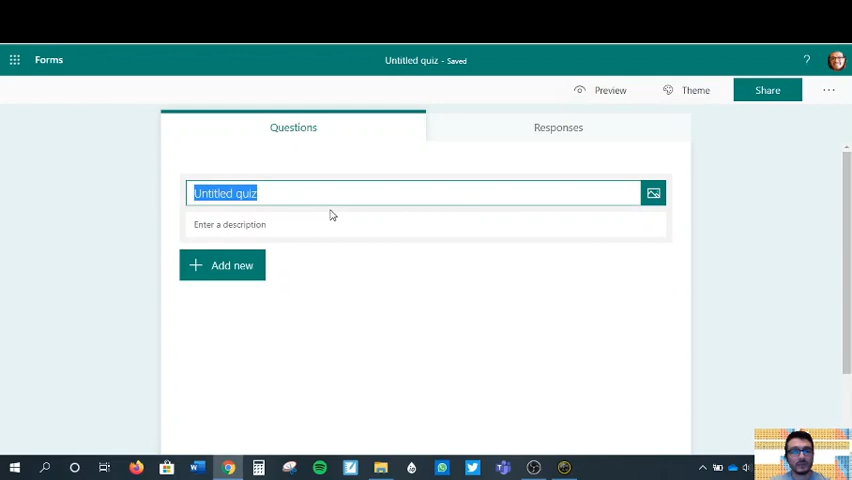 Forms
Untitled quiz - Saved
?
Preview
Theme
Share
...
Questions
Responses
Untitled quiz
Enter a description
+ Add new